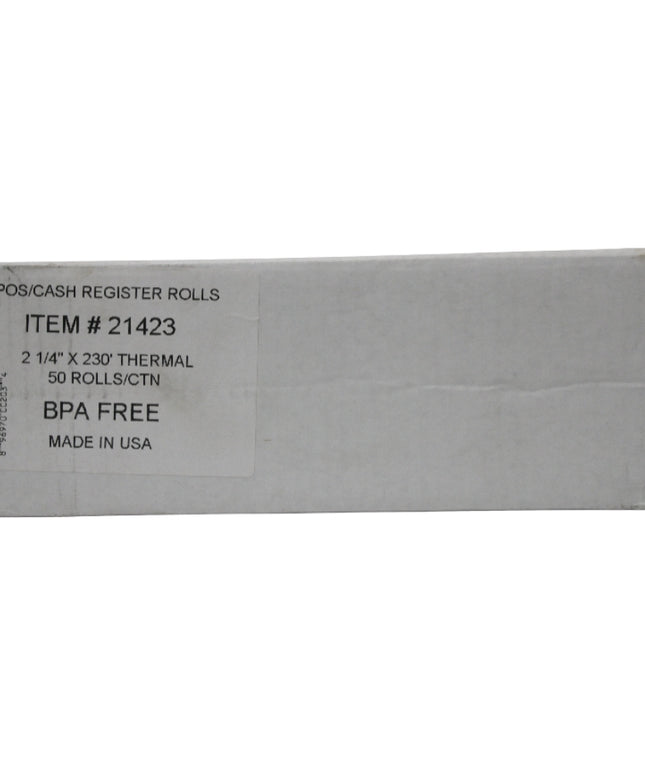 POS/CASH REGISTER ROLLS
ITEM # 21423
2 1/4" X 230' THERMAL
50 ROLLS/CTN
BPA FREE
MADE IN USA